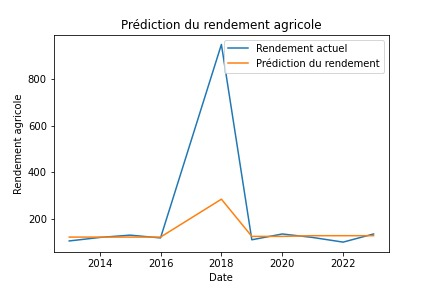 Prédiction du rendement agricole
Rendement actuel
Prédiction du rendement
800
600
400
200
Rendement agricole
2014 2016 2018 2020 2022
Date